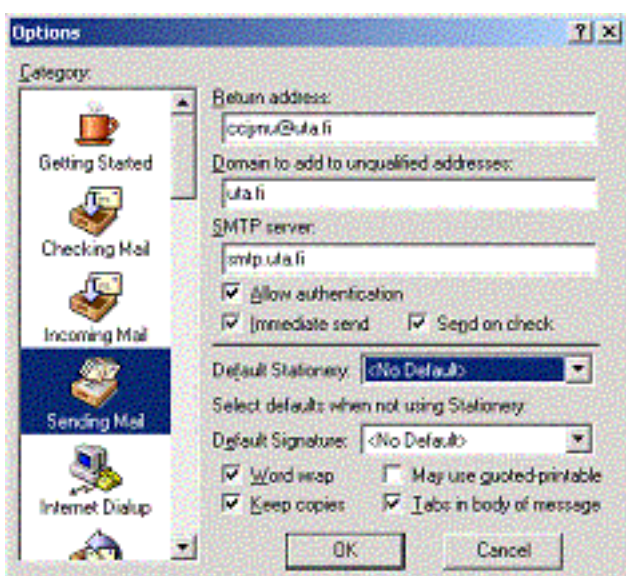 Options
Category:
Getting Started
Checking Mail
Incoming Mail
Sending Mail
Internet Dialup
Return address:
@uta.fi
Domain to add to unqualified addresses:
uta.fi
SMTP server:
smtp.uta.fi
Allow authentication
Immediate send Send on check
Default Stationery: <No Default>
Select defaults when not using Stationery
Default Signature: <No Default>
Word wrap May use quoted-printable
Keep copies Tabs in body of message
OK Cancel